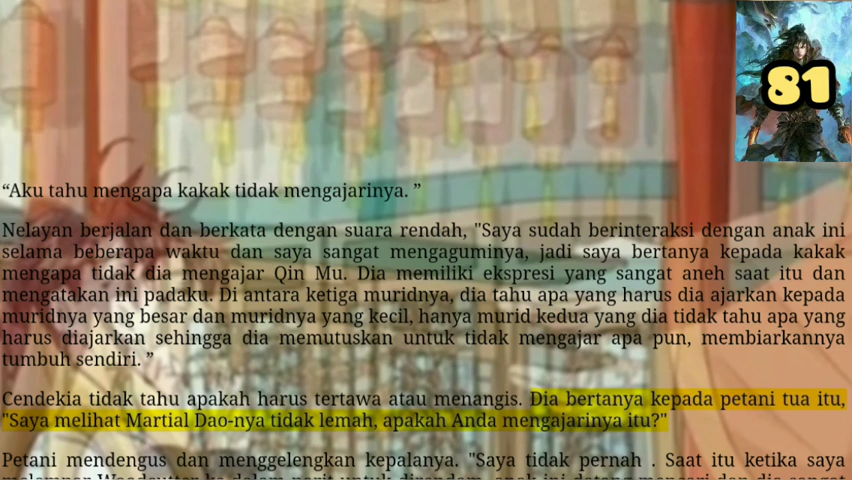 81
“Aku tahu mengapa kakak tidak mengajarinya. ”
Nelayan berjalan dan berkata dengan suara rendah, "Saya sudah berinteraksi dengan anak ini
selama beberapa waktu dan saya sangat mengaguminya, jadi saya bertanya kepada kakak
mengapa tidak dia mengajar Qin Mu. Dia memiliki ekspresi yang sangat aneh saat itu dan
mengatakan ini padaku. Di antara ketiga muridnya, dia tahu apa yang harus dia ajarkan kepada
muridnya yang besar dan muridnya yang kecil, hanya murid kedua yang dia tidak tahu apa yang
harus diajarkan sehingga dia memutuskan untuk tidak mengajar apa pun, membiarkannya
tumbuh sendiri. ”
Cendekia tidak tahu apakah harus tertawa atau menangis. Dia bertanya kepada petani tua itu,
"Saya melihat Martial Dao-nya tidak lemah, apakah Anda mengajarinya itu?"
Petani mendengus dan menggelengkan kepalanya. "Saya tidak pernah . Saat itu ketika saya